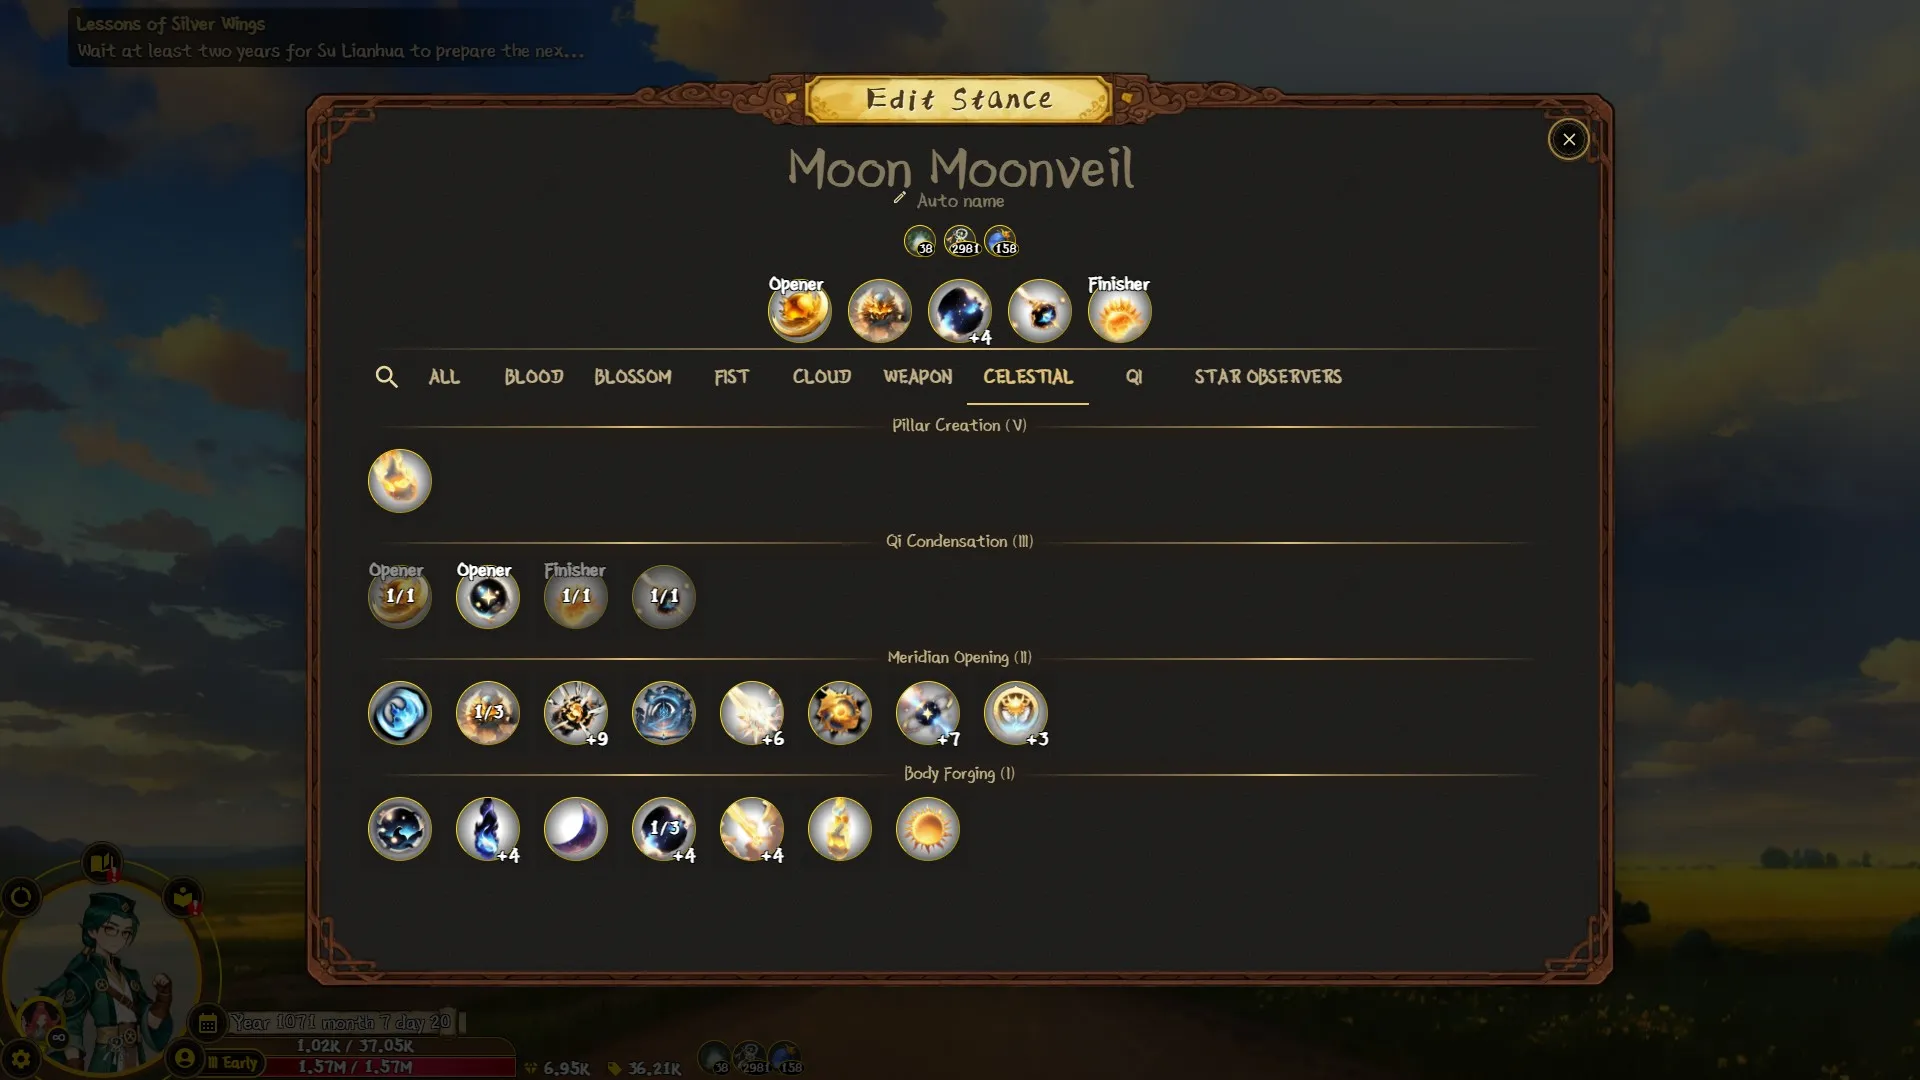 Lessons of Silver Wings
Wait at least two years for Su Lianhua to prepare the nex...
Edit Stance
Moon Moonveil
Auto name
38 2981 158
Opener Finisher
+4
ALL BLOOD BLOSSOM FIST CLOUD WEAPON CELESTIAL QI STAR OBSERVERS
Pillar Creation (V)
Qi Condensation (III)
Opener Opener Finisher
1/1 1/1 1/1
Meridian Opening (II)
1/3
+9 +6 +7 +3
Body Forging (I)
1/3
+4 +4 +4
Year 1071 month 7 day 20
1.02K / 37.05K
III Early 1.57M / 1.57M 6.95K 36.21K 38 2981 158